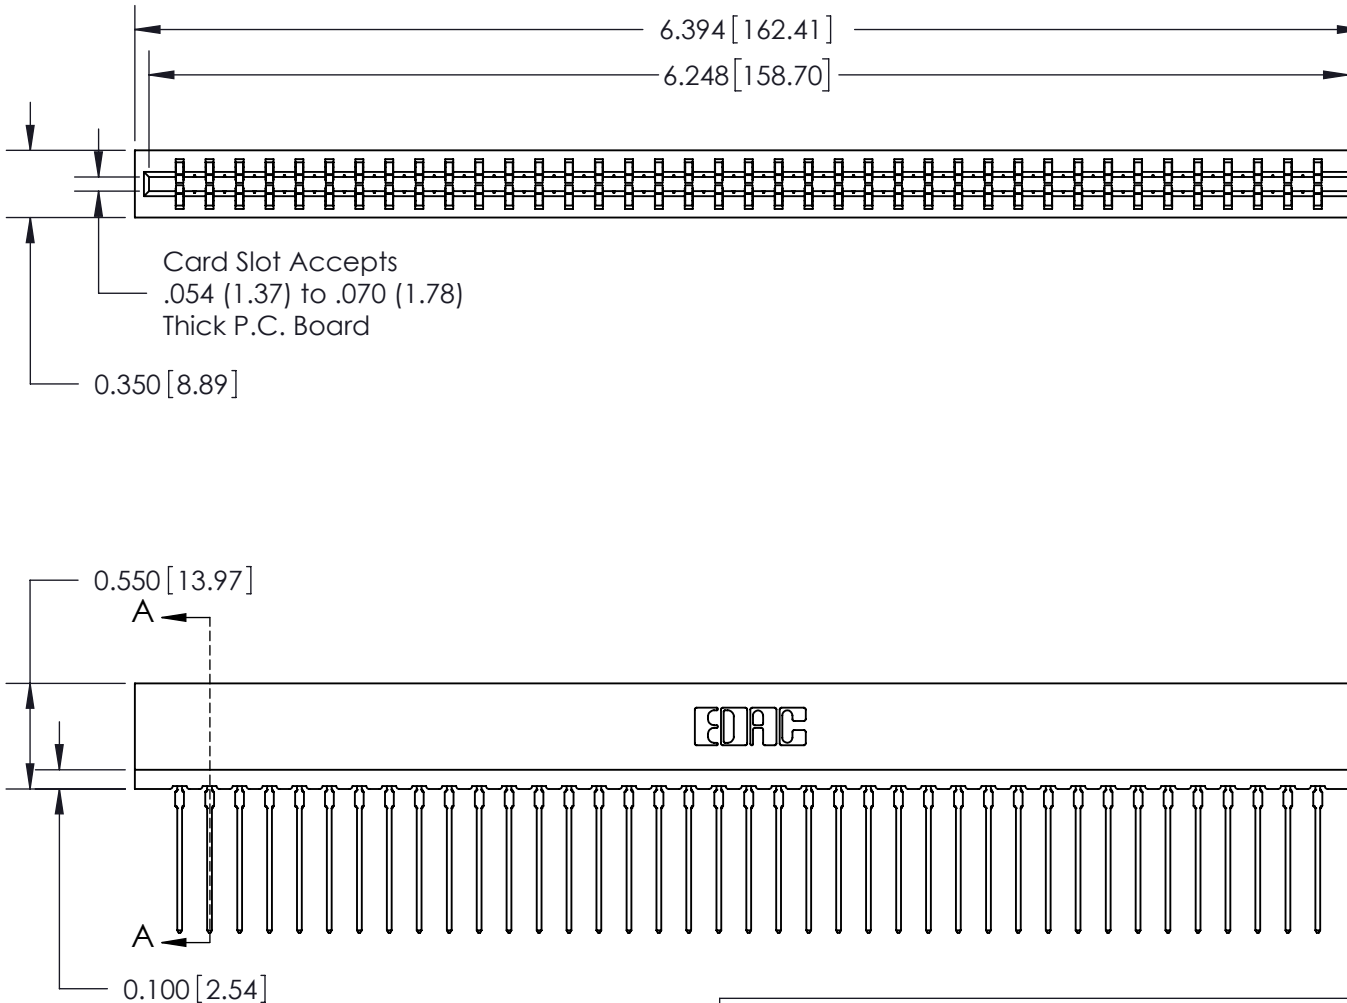 6.394 [162.41]
6.248 [158.70]
Card Slot Accepts
.054 (1.37) to .070 (1.78)
Thick P.C. Board
0.350 [8.89]
0.550 [13.97]
A
EDAC
A
0.100 [2.54]